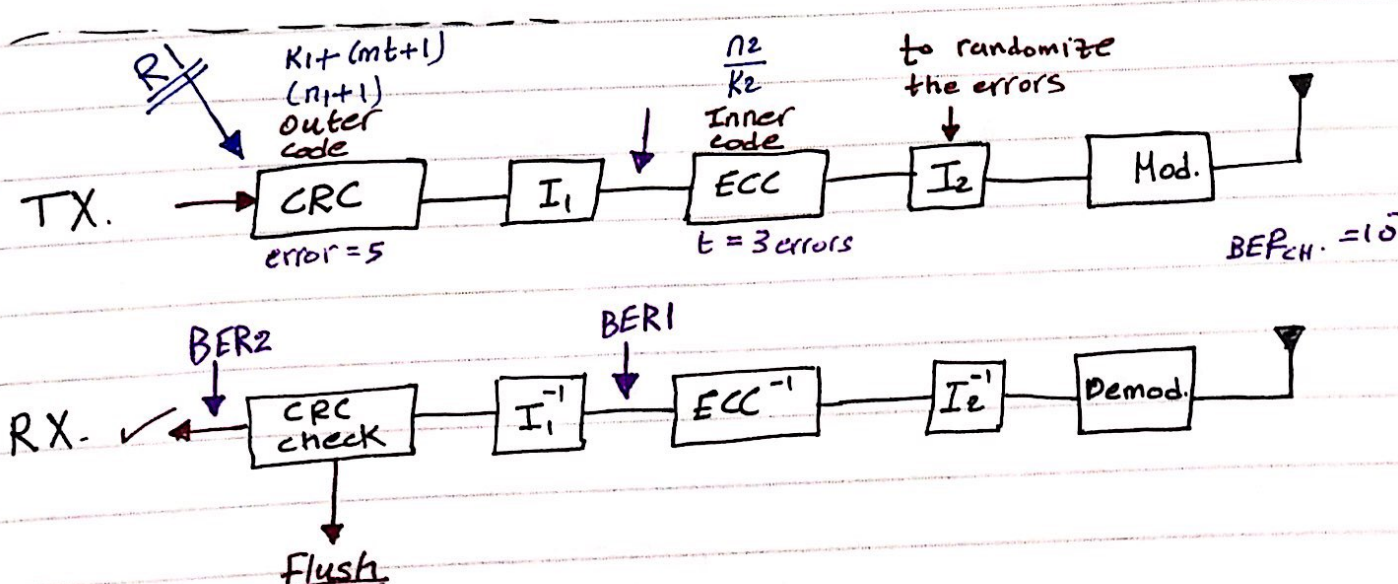 R1
K1+(mt+1)
(n1+1)
Outer
code
n2
K2
Inner
code
to randomize
the errors
TX.
CRC
I1
ECC
I2
Mod.
error = 5
t = 3 errors
BEPCH. = 10-
BER2
BER1
RX.
CRC
check
I1-1
ECC-1
I2-1
Demod.
Flush